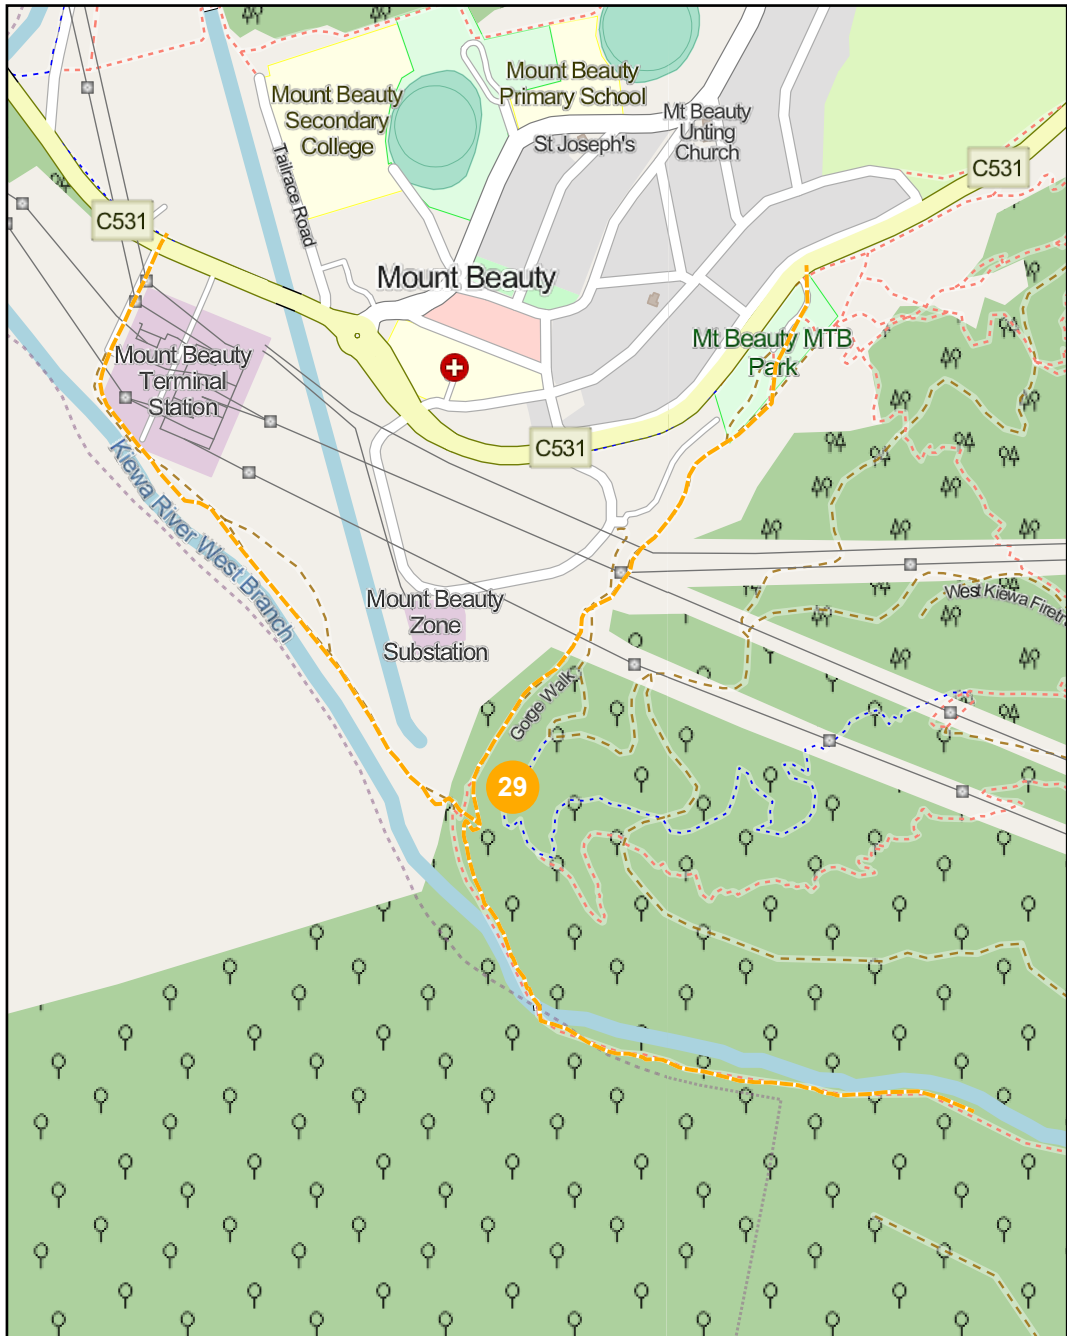 Mount Beauty
Secondary
College
Mount Beauty
Primary School
Mt Beauty
Unting
Church
St Joseph's
C531
C531
Tailrace Road
Mount Beauty
Mt Beauty MTB
Park
Mount Beauty
Terminal
Station
C531
Kiewa River West Branch
Mount Beauty
Zone
Substation
West Kiewa Firetr
Gorge Walk
29